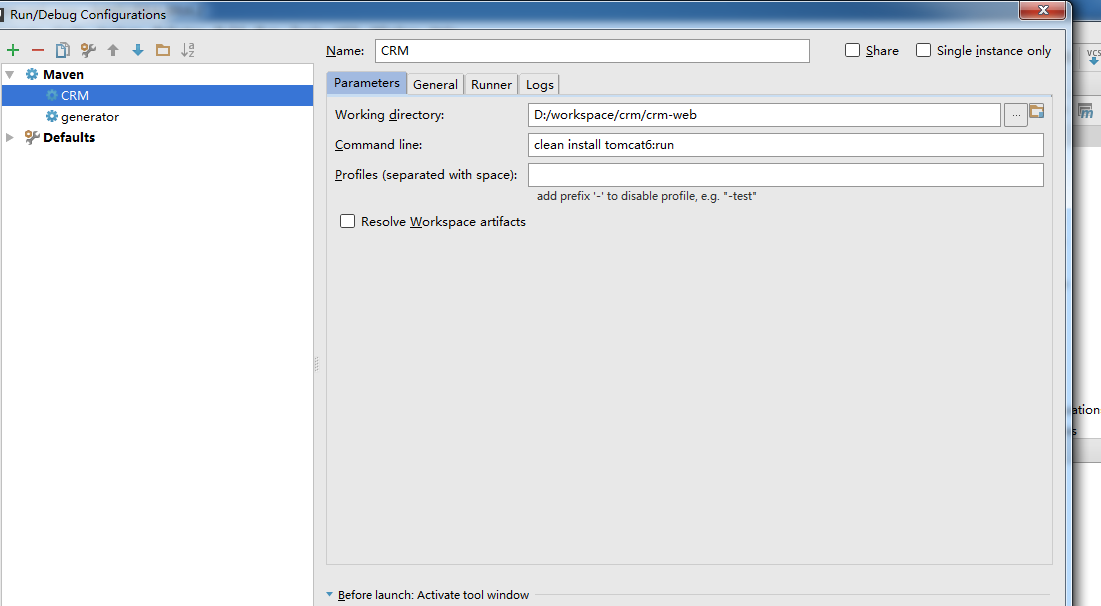 Run/Debug Configurations
Name: CRM
Share
Single instance only
Maven
CRM
generator
Defaults
Parameters
General
Runner
Logs
Working directory: D:/workspace/crm/crm-web
...
Command line: clean install tomcat6:run
Profiles (separated with space):
add prefix '-' to disable profile, e.g. "-test"
Resolve Workspace artifacts
Before launch: Activate tool window
VCS